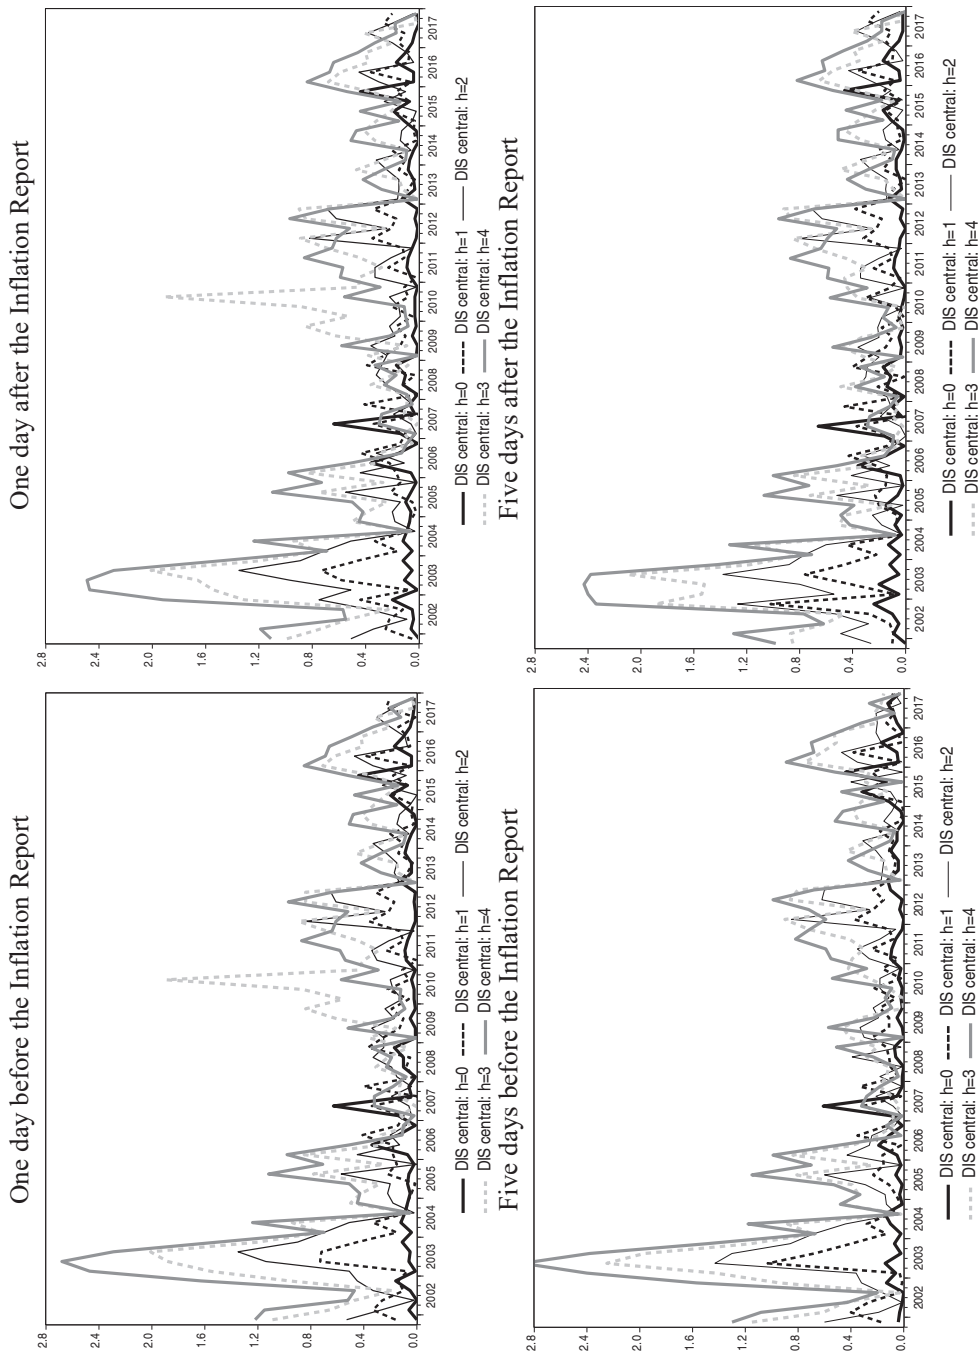 One day before the Inflation Report
2.8
2.4
2.0
1.6
1.2
0.8
0.4
0.0
2002 2003 2004 2005 2006 2007 2008 2009 2010 2011 2012 2013 2014 2015 2016 2017
DIS central: h=0 DIS central: h=1 DIS central: h=2
DIS central: h=3 DIS central: h=4
One day after the Inflation Report
2.8
2.4
2.0
1.6
1.2
0.8
0.4
0.0
2002 2003 2004 2005 2006 2007 2008 2009 2010 2011 2012 2013 2014 2015 2016 2017
DIS central: h=0 DIS central: h=1 DIS central: h=2
DIS central: h=3 DIS central: h=4
Five days before the Inflation Report
2.8
2.4
2.0
1.6
1.2
0.8
0.4
0.0
2002 2003 2004 2005 2006 2007 2008 2009 2010 2011 2012 2013 2014 2015 2016 2017
DIS central: h=0 DIS central: h=1 DIS central: h=2
DIS central: h=3 DIS central: h=4
Five days after the Inflation Report
2.8
2.4
2.0
1.6
1.2
0.8
0.4
0.0
2002 2003 2004 2005 2006 2007 2008 2009 2010 2011 2012 2013 2014 2015 2016 2017
DIS central: h=0 DIS central: h=1 DIS central: h=2
DIS central: h=3 DIS central: h=4